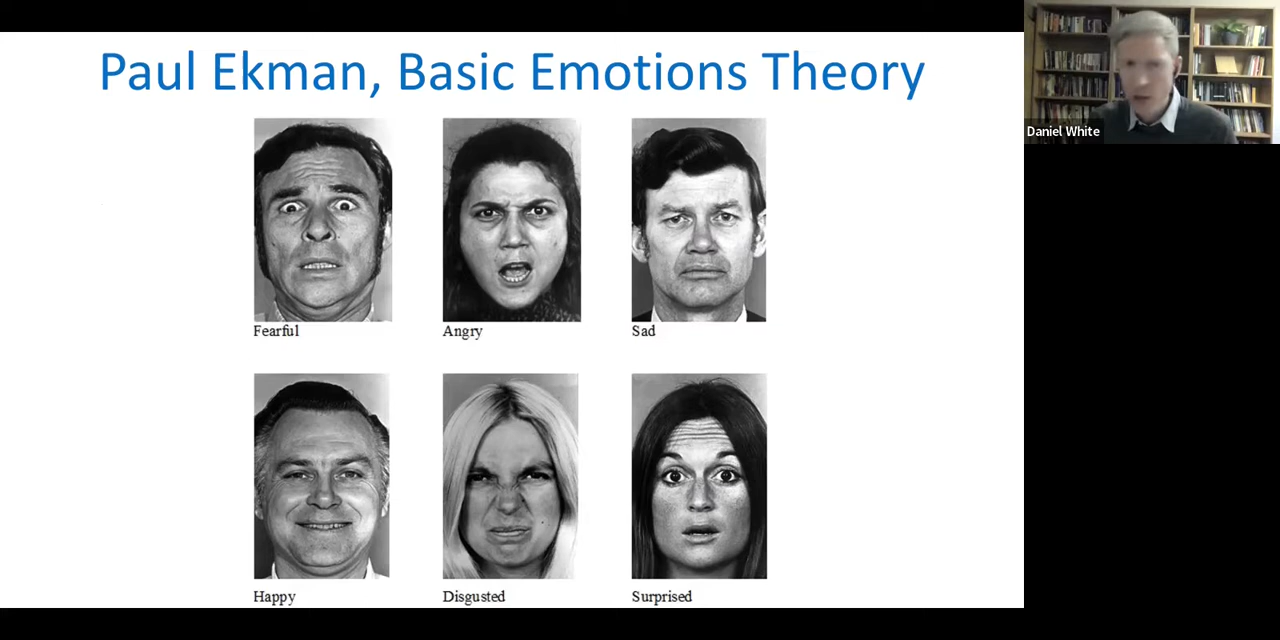 Paul Ekman, Basic Emotions Theory
Daniel White
Fearful
Angry
Sad
Happy
Disgusted
Surprised